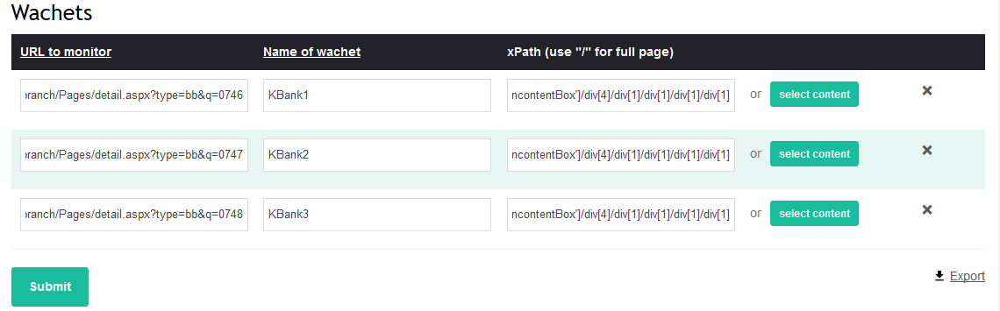 Wachets
URL to monitor Name of wachet xPath (use "/" for full page)
ranch/Pages/detail.aspx?type=bb&q=0746 KBank1 ncontentBox']/div[4]/div[1]/div[1]/div[1]/div[1] or select content
ranch/Pages/detail.aspx?type=bb&q=0747 KBank2 ncontentBox']/div[4]/div[1]/div[1]/div[1]/div[1] or select content
ranch/Pages/detail.aspx?type=bb&q=0748 KBank3 ncontentBox']/div[4]/div[1]/div[1]/div[1]/div[1] or select content
Submit Export